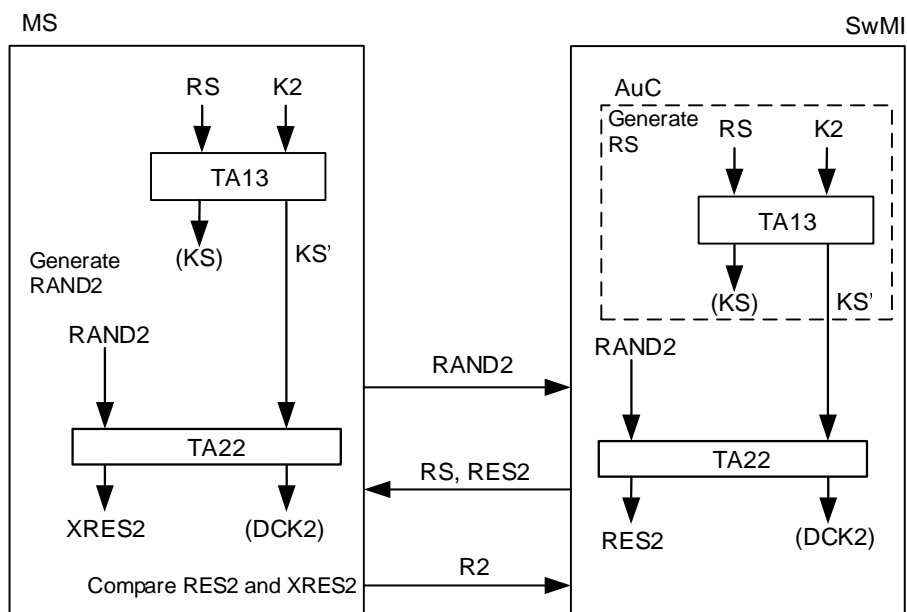 MS
SwMI
RS
K2
TA13
(KS)
KS’
Generate
RAND2
RAND2
TA22
XRES2
(DCK2)
Compare RES2 and XRES2
RAND2
RS, RES2
R2
AuC
Generate
RS
RS
K2
TA13
(KS)
KS’
RAND2
TA22
RES2
(DCK2)